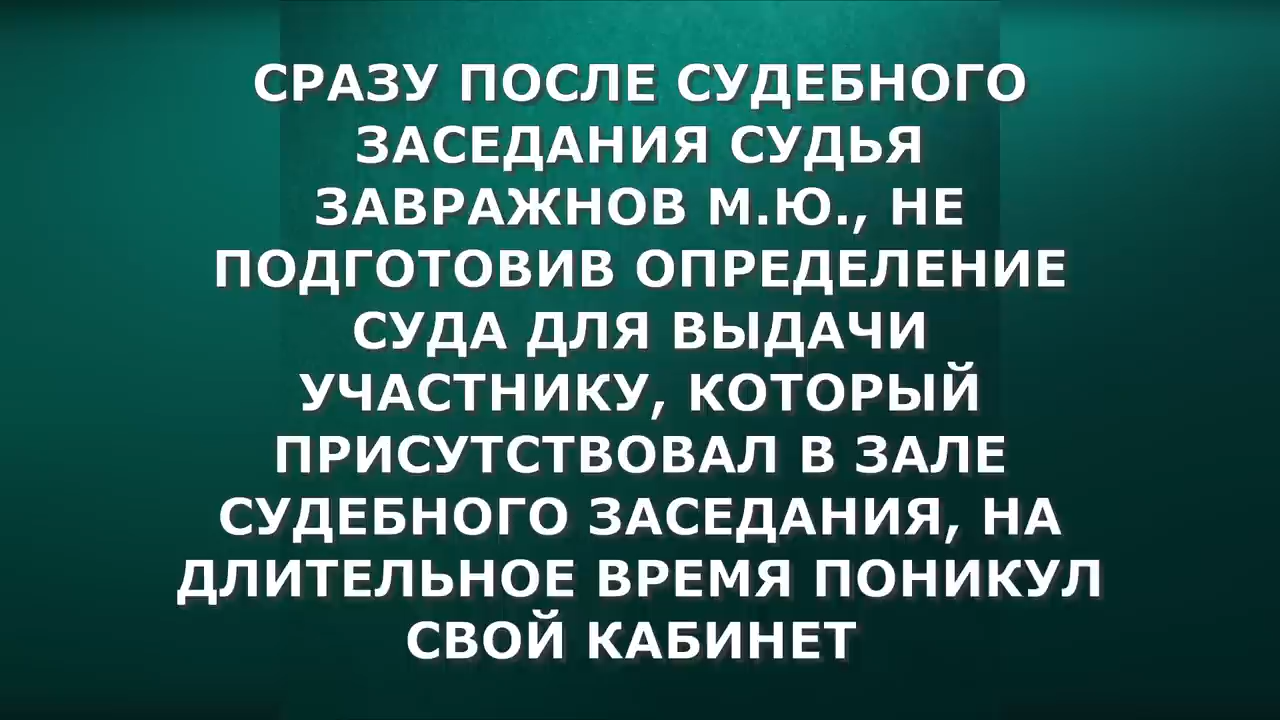 СРАЗУ ПОСЛЕ СУДЕБНОГО
ЗАСЕДАНИЯ СУДЬЯ
ЗАВРАЖНОВ М.Ю., НЕ
ПОДГОТОВИВ ОПРЕДЕЛЕНИЕ
СУДА ДЛЯ ВЫДАЧИ
УЧАСТНИКУ, КОТОРЫЙ
ПРИСУТСТВОВАЛ В ЗАЛЕ
СУДЕБНОГО ЗАСЕДАНИЯ, НА
ДЛИТЕЛЬНОЕ ВРЕМЯ ПОНИКУЛ
СВОЙ КАБИНЕТ